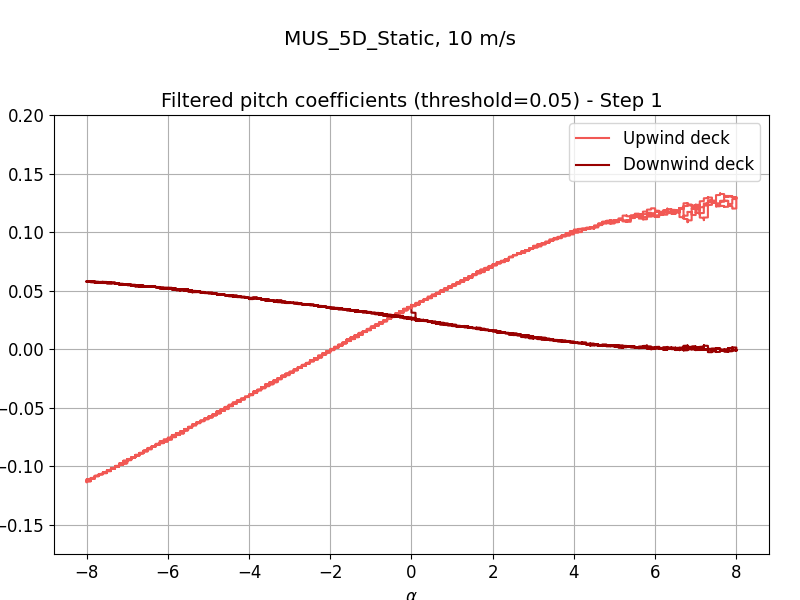 MUS_5D_Static, 10 m/s
Filtered pitch coefficients (threshold=0.05) - Step 1
Upwind deck
Downwind deck
0.20
0.15
0.10
0.05
0.00
−0.05
−0.10
−0.15
−8 −6 −4 −2 0 2 4 6 8
α